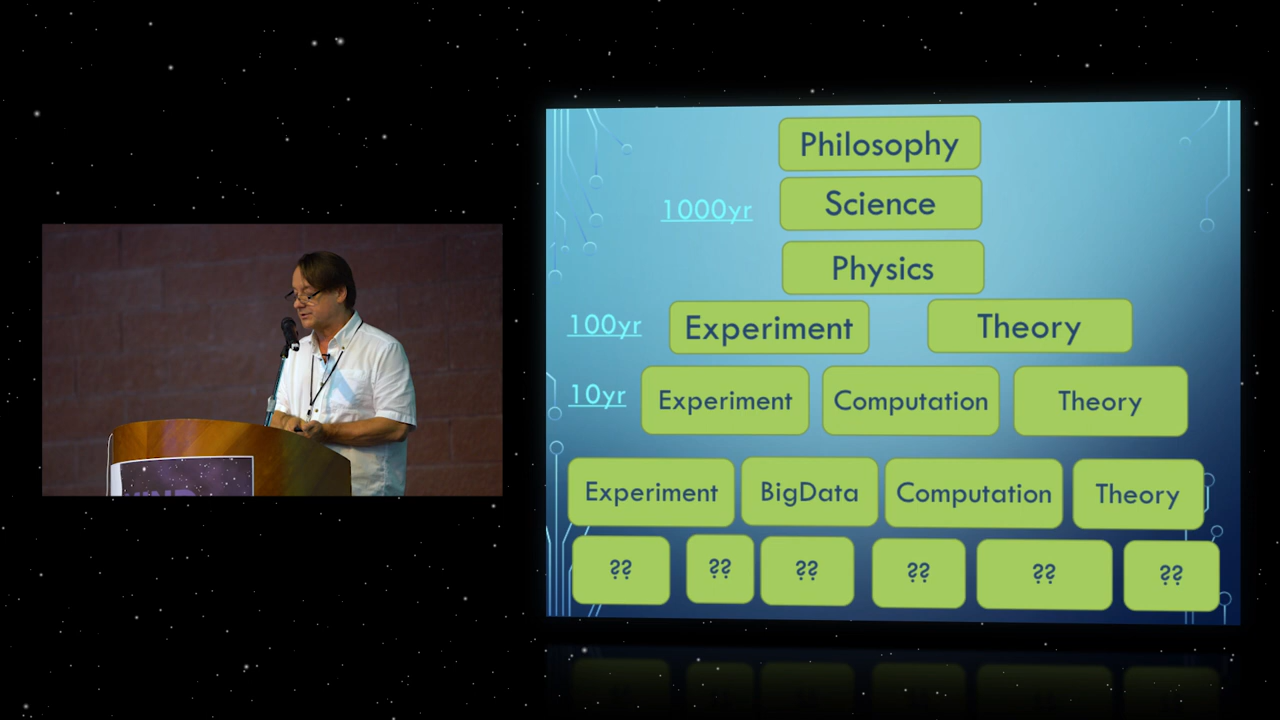 Philosophy
1000yr Science
Physics
100yr Experiment Theory
10yr Experiment Computation Theory
Experiment BigData Computation Theory
?? ?? ?? ?? ?? ??